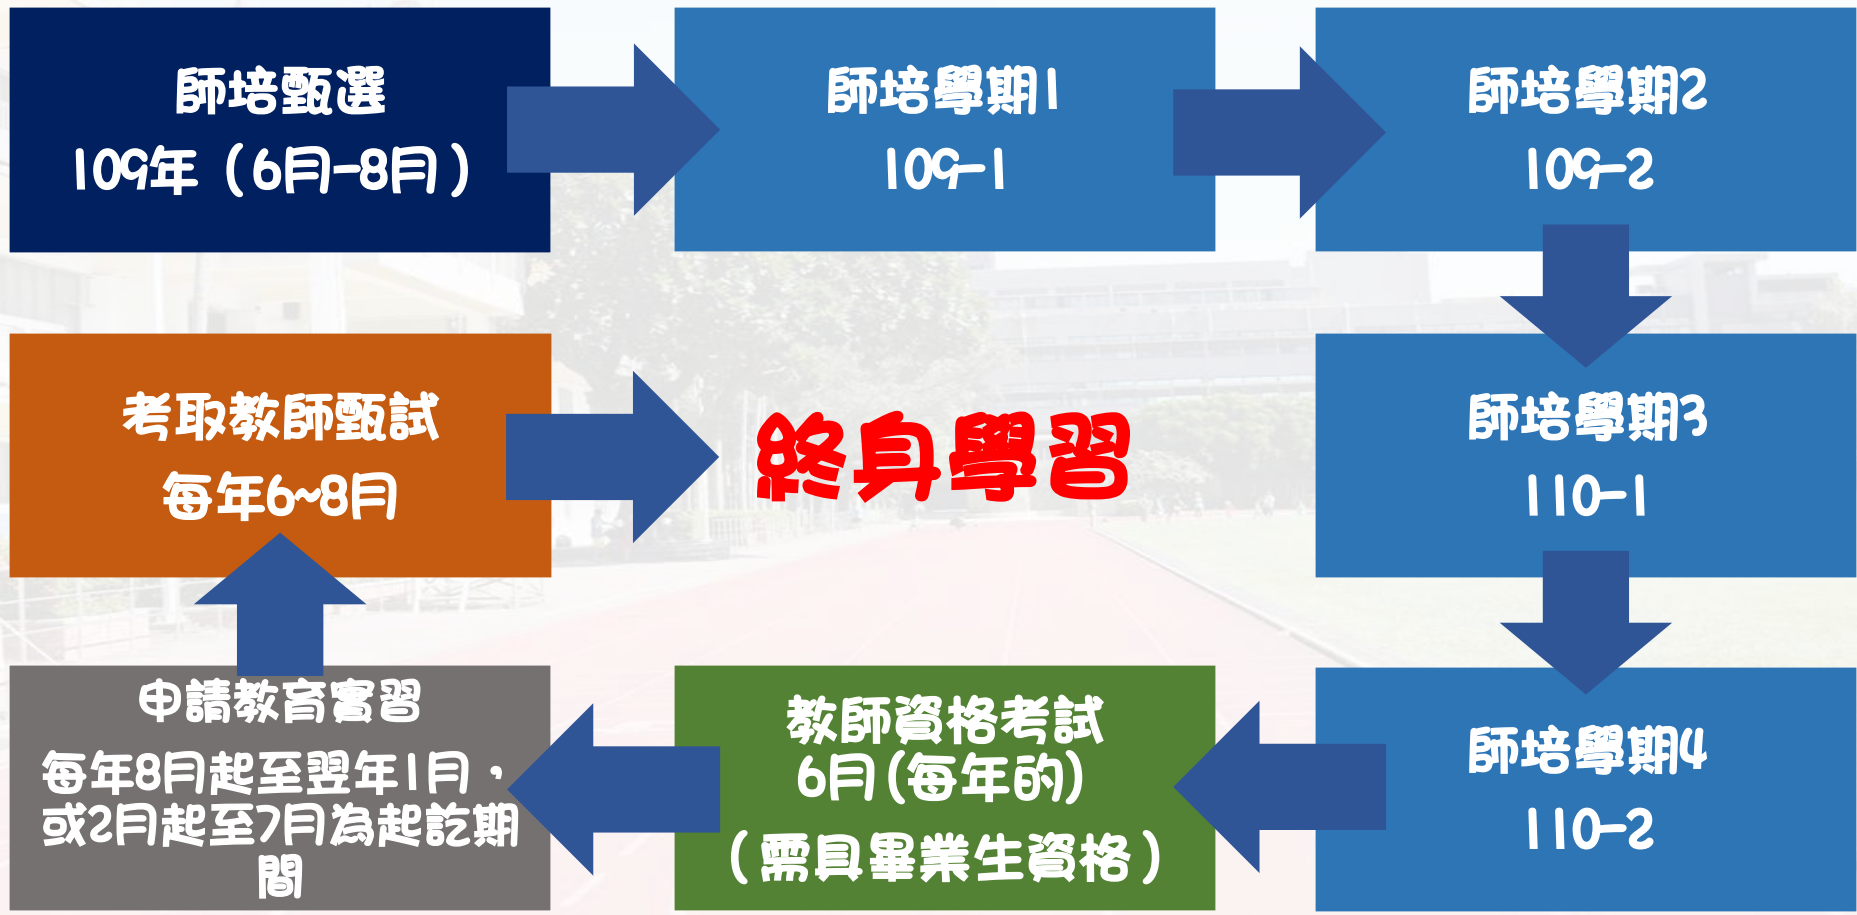 師培甄選
109年（6月-8月）
師培學期1
109-1
師培學期2
109-2
師培學期3
110-1
師培學期4
110-2
教師資格考試
6月(每年的)
（需具畢業生資格）
申請教育實習
每年8月起至翌年1月，
或2月起至7月為起訖期
間
考取教師甄試
每年6~8月
終身學習